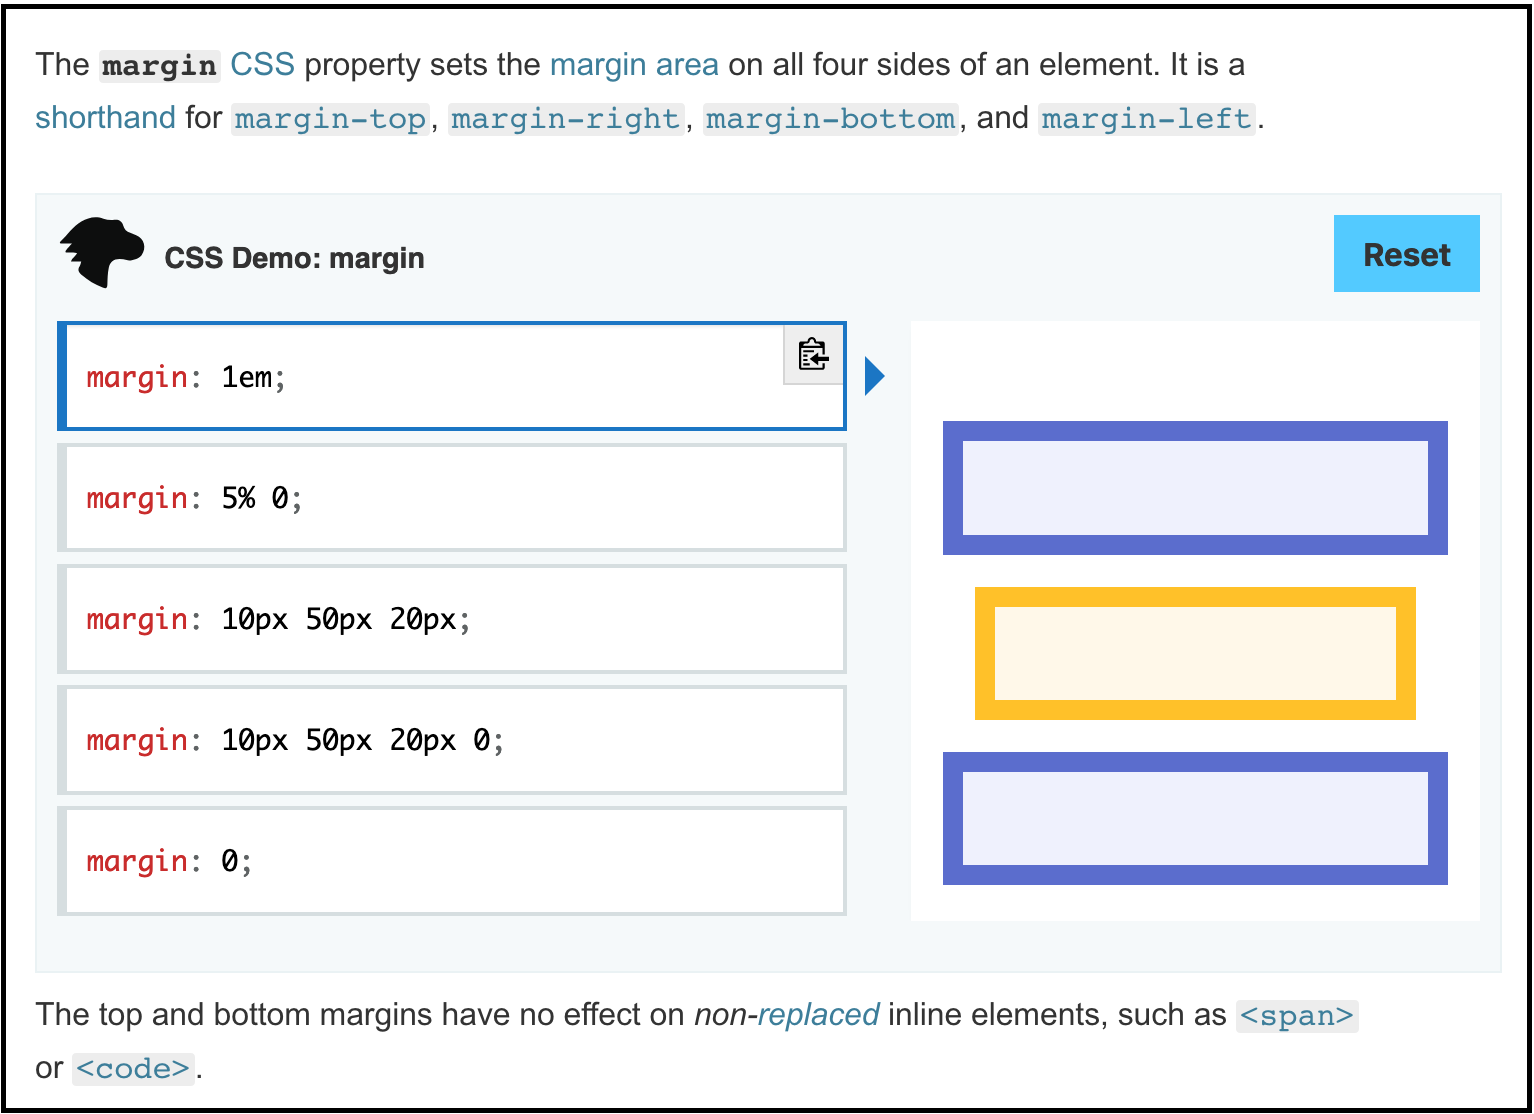 The margin CSS property sets the margin area on all four sides of an element. It is a
shorthand for margin-top, margin-right, margin-bottom, and margin-left.
CSS Demo: margin
Reset
margin: 1em;
margin: 5% 0;
margin: 10px 50px 20px;
margin: 10px 50px 20px 0;
margin: 0;
The top and bottom margins have no effect on non-replaced inline elements, such as <span>
or <code>.